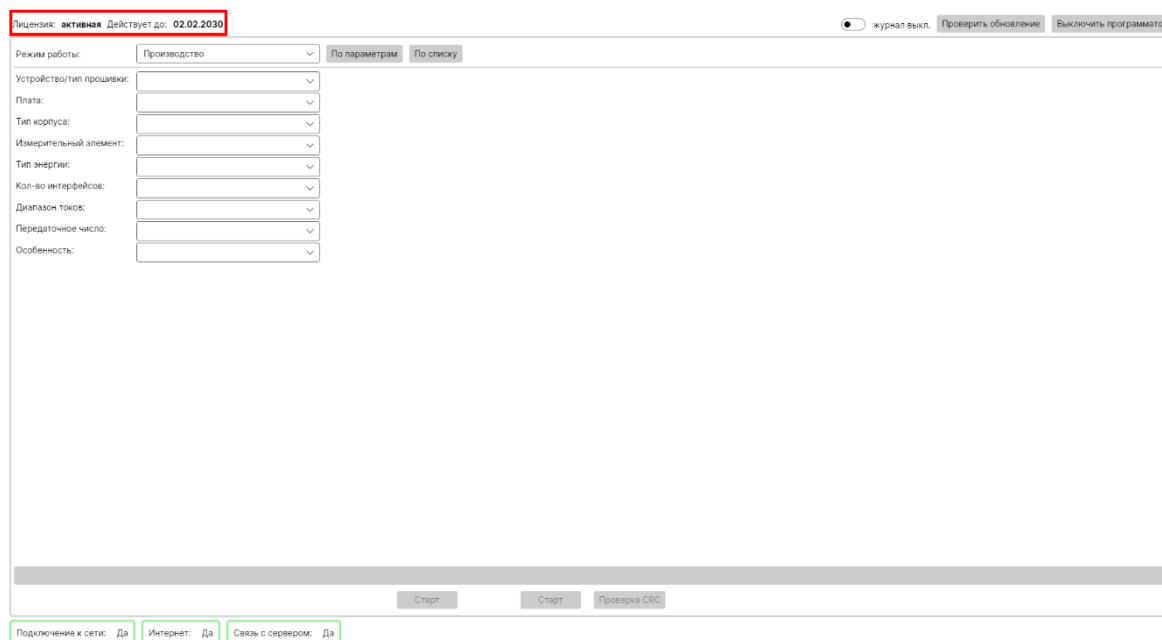 Лицензия: активная Действует до: 02.02.2030 журнал выкл. Проверить обновление Выключить программато
Режим работы: Производство По параметрам По списку
Устройство/тип прошивки:
Плата:
Тип корпуса:
Измерительный элемент:
Тип энергии:
Кол-во интерфейсов:
Диапазон токов:
Передаточное число:
Особенность:
Старт Старт Проверка CRC
Подключение к сети: Да Интернет: Да Связь с сервером: Да